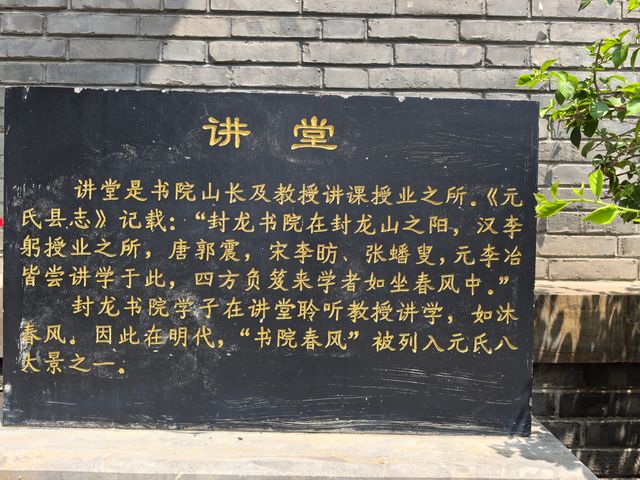 讲堂
讲堂是书院山长及教授讲课授业之所。《元
氏县志》记载：“封龙书院在封龙山之阳，汉李
躬授业之所，唐郭震，宋李昉、张蟠叟，元李冶
皆尝讲学于此，四方负笈来学者如坐春风中。”
封龙书院学子在讲堂聆听教授讲学，如沐
春风。因此在明代，“书院春风”被列入元氏八
大景之一．